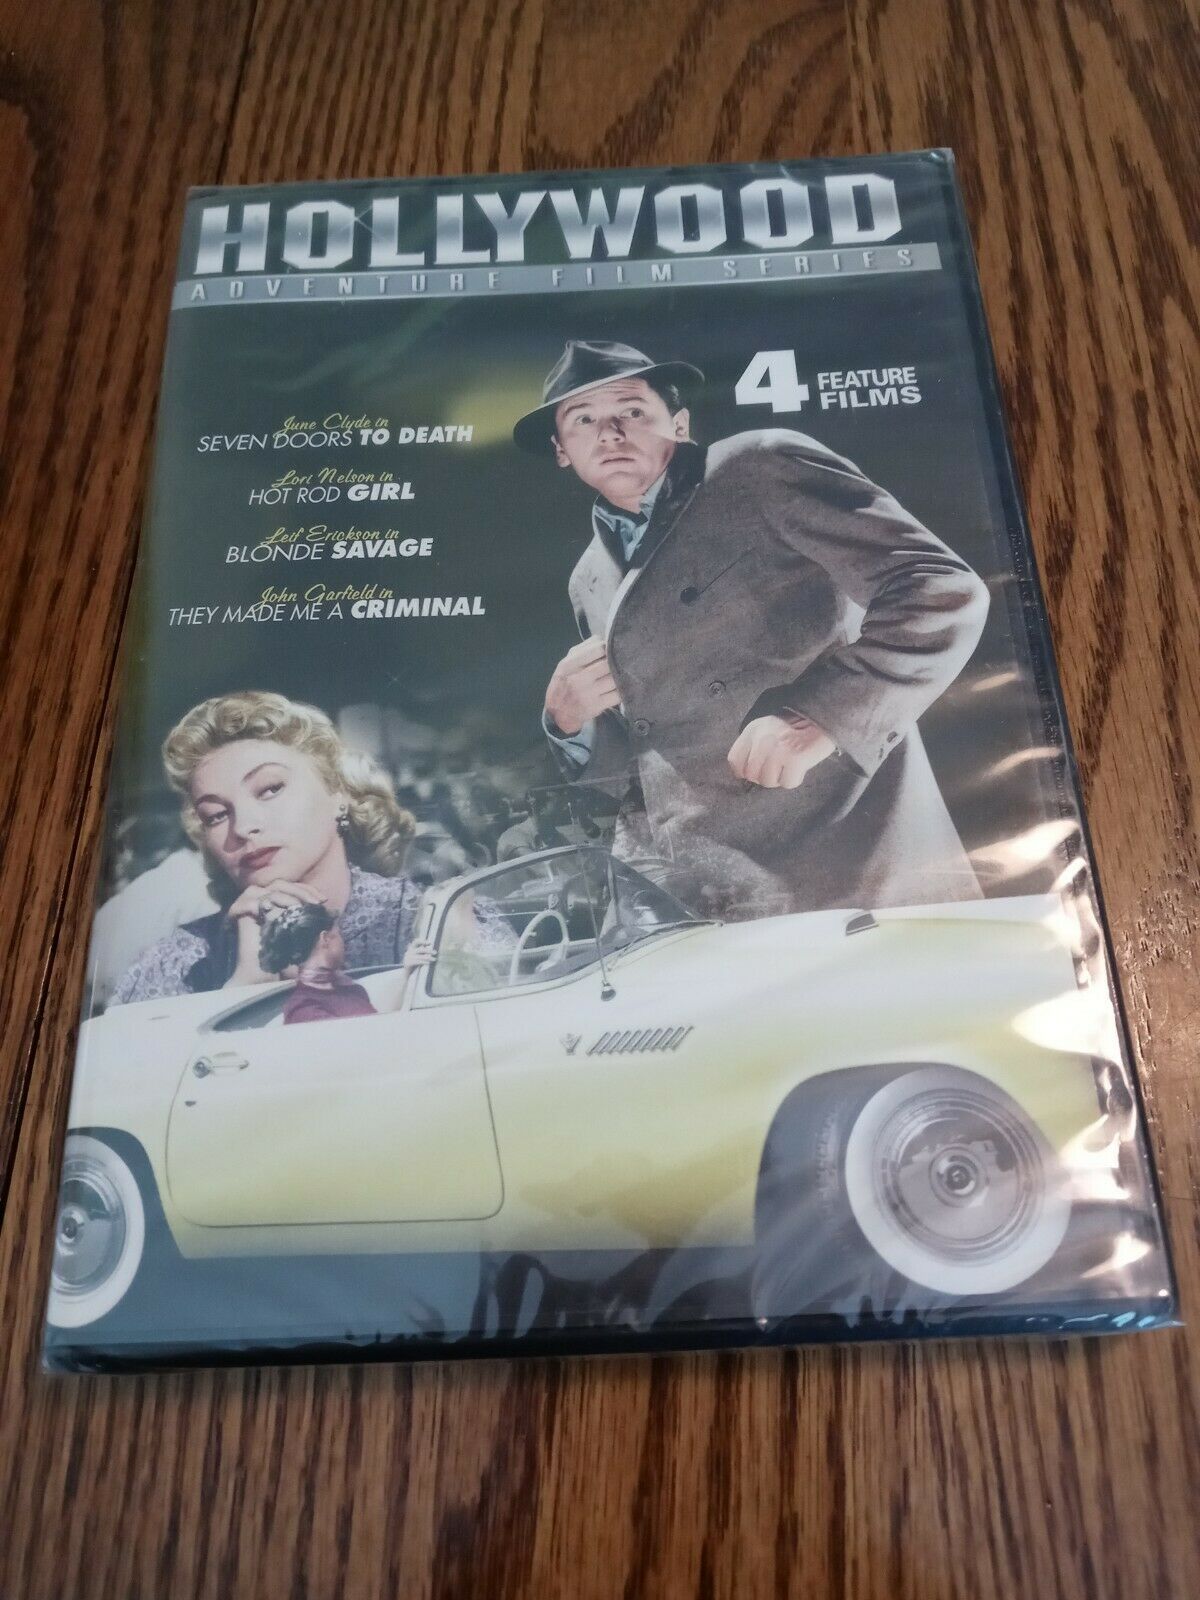 HOLLYWOOD
ADVENTURE FILM SERIES
4 FEATURE
FILMS
June Clyde in
SEVEN DOORS TO DEATH
Lori Nelson in
HOT ROD GIRL
Leif Erickson in
BLONDE SAVAGE
John Garfield in
THEY MADE ME A CRIMINAL